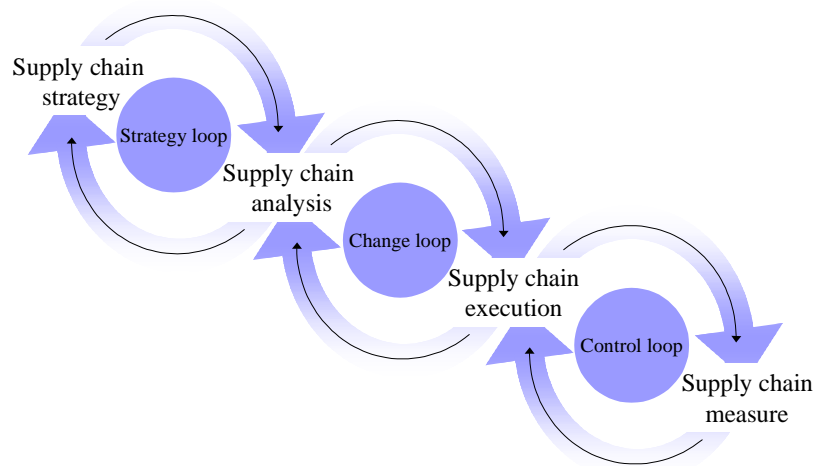 Supply chain
strategy
Strategy loop
Supply chain
analysis
Change loop
Supply chain
execution
Control loop
Supply chain
measure